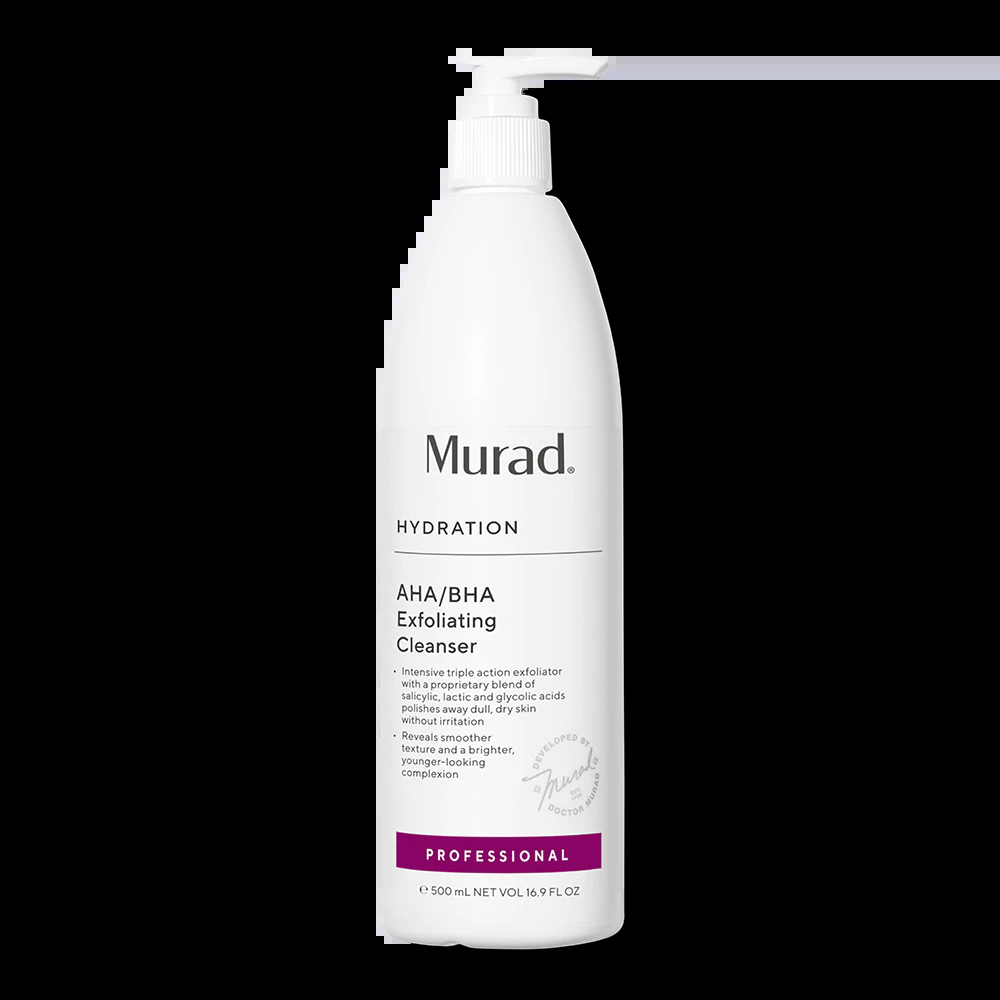 Murad®
HYDRATION
AHA/BHA
Exfoliating
Cleanser
• Intensive triple action exfoliator
with a proprietary blend of
salicylic, lactic and glycolic acids
polishes away dull, dry skin
without irritation
• Reveals smoother
texture and a brighter,
younger-looking
complexion
DEVELOPED BY
Murad
EST.
DOCTOR MURAD
PROFESSIONAL
℮ 500 mL NET VOL 16.9 FL OZ